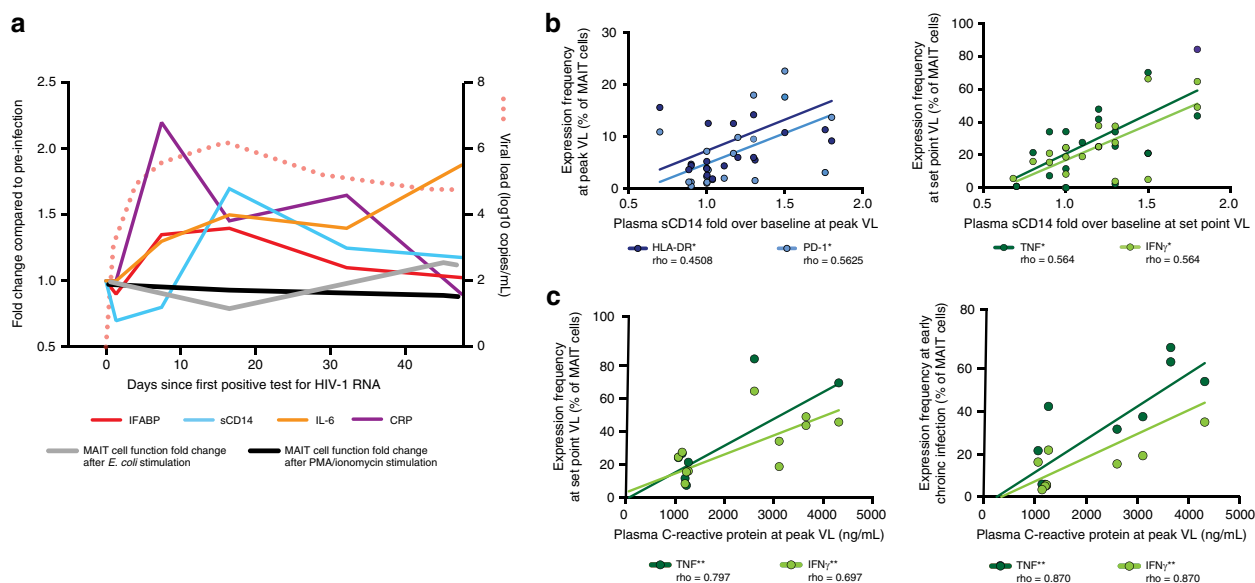 a
Fold change compared to pre-infection
2.5
2.0
1.5
1.0
0.5
8
6
4
2
0
Viral load (log10 copies/mL)
0
10
20
30
40
Days since first positive test for HIV-1 RNA
IFABP
sCD14
IL-6
CRP
MAIT cell function fold change
after E. coli stimulation
MAIT cell function fold change
after PMA/ionomycin stimulation
b
Expression frequency
at peak VL (% of MAIT cells)
30
20
10
0
0.5
1.0
1.5
2.0
Plasma sCD14 fold over baseline at peak VL
HLA-DR*
rho = 0.4508
PD-1*
rho = 0.5625
Expression frequency
at set point VL (% of MAIT cells)
100
80
60
40
20
0
0.5
1.0
1.5
2.0
Plasma sCD14 fold over baseline at set point VL
TNF*
rho = 0.564
IFNγ*
rho = 0.564
c
Expression frequency
at set point VL (% of MAIT cells)
100
80
60
40
20
0
0
1000
2000
3000
4000
5000
Plasma C-reactive protein at peak VL (ng/mL)
TNF**
rho = 0.797
IFNγ**
rho = 0.697
Expression frequency at early
chroinc infection (% of MAIT cells)
80
60
40
20
0
0
1000
2000
3000
4000
5000
Plasma C-reactive protein at peak VL (ng/mL)
TNF**
rho = 0.870
IFNγ**
rho = 0.870